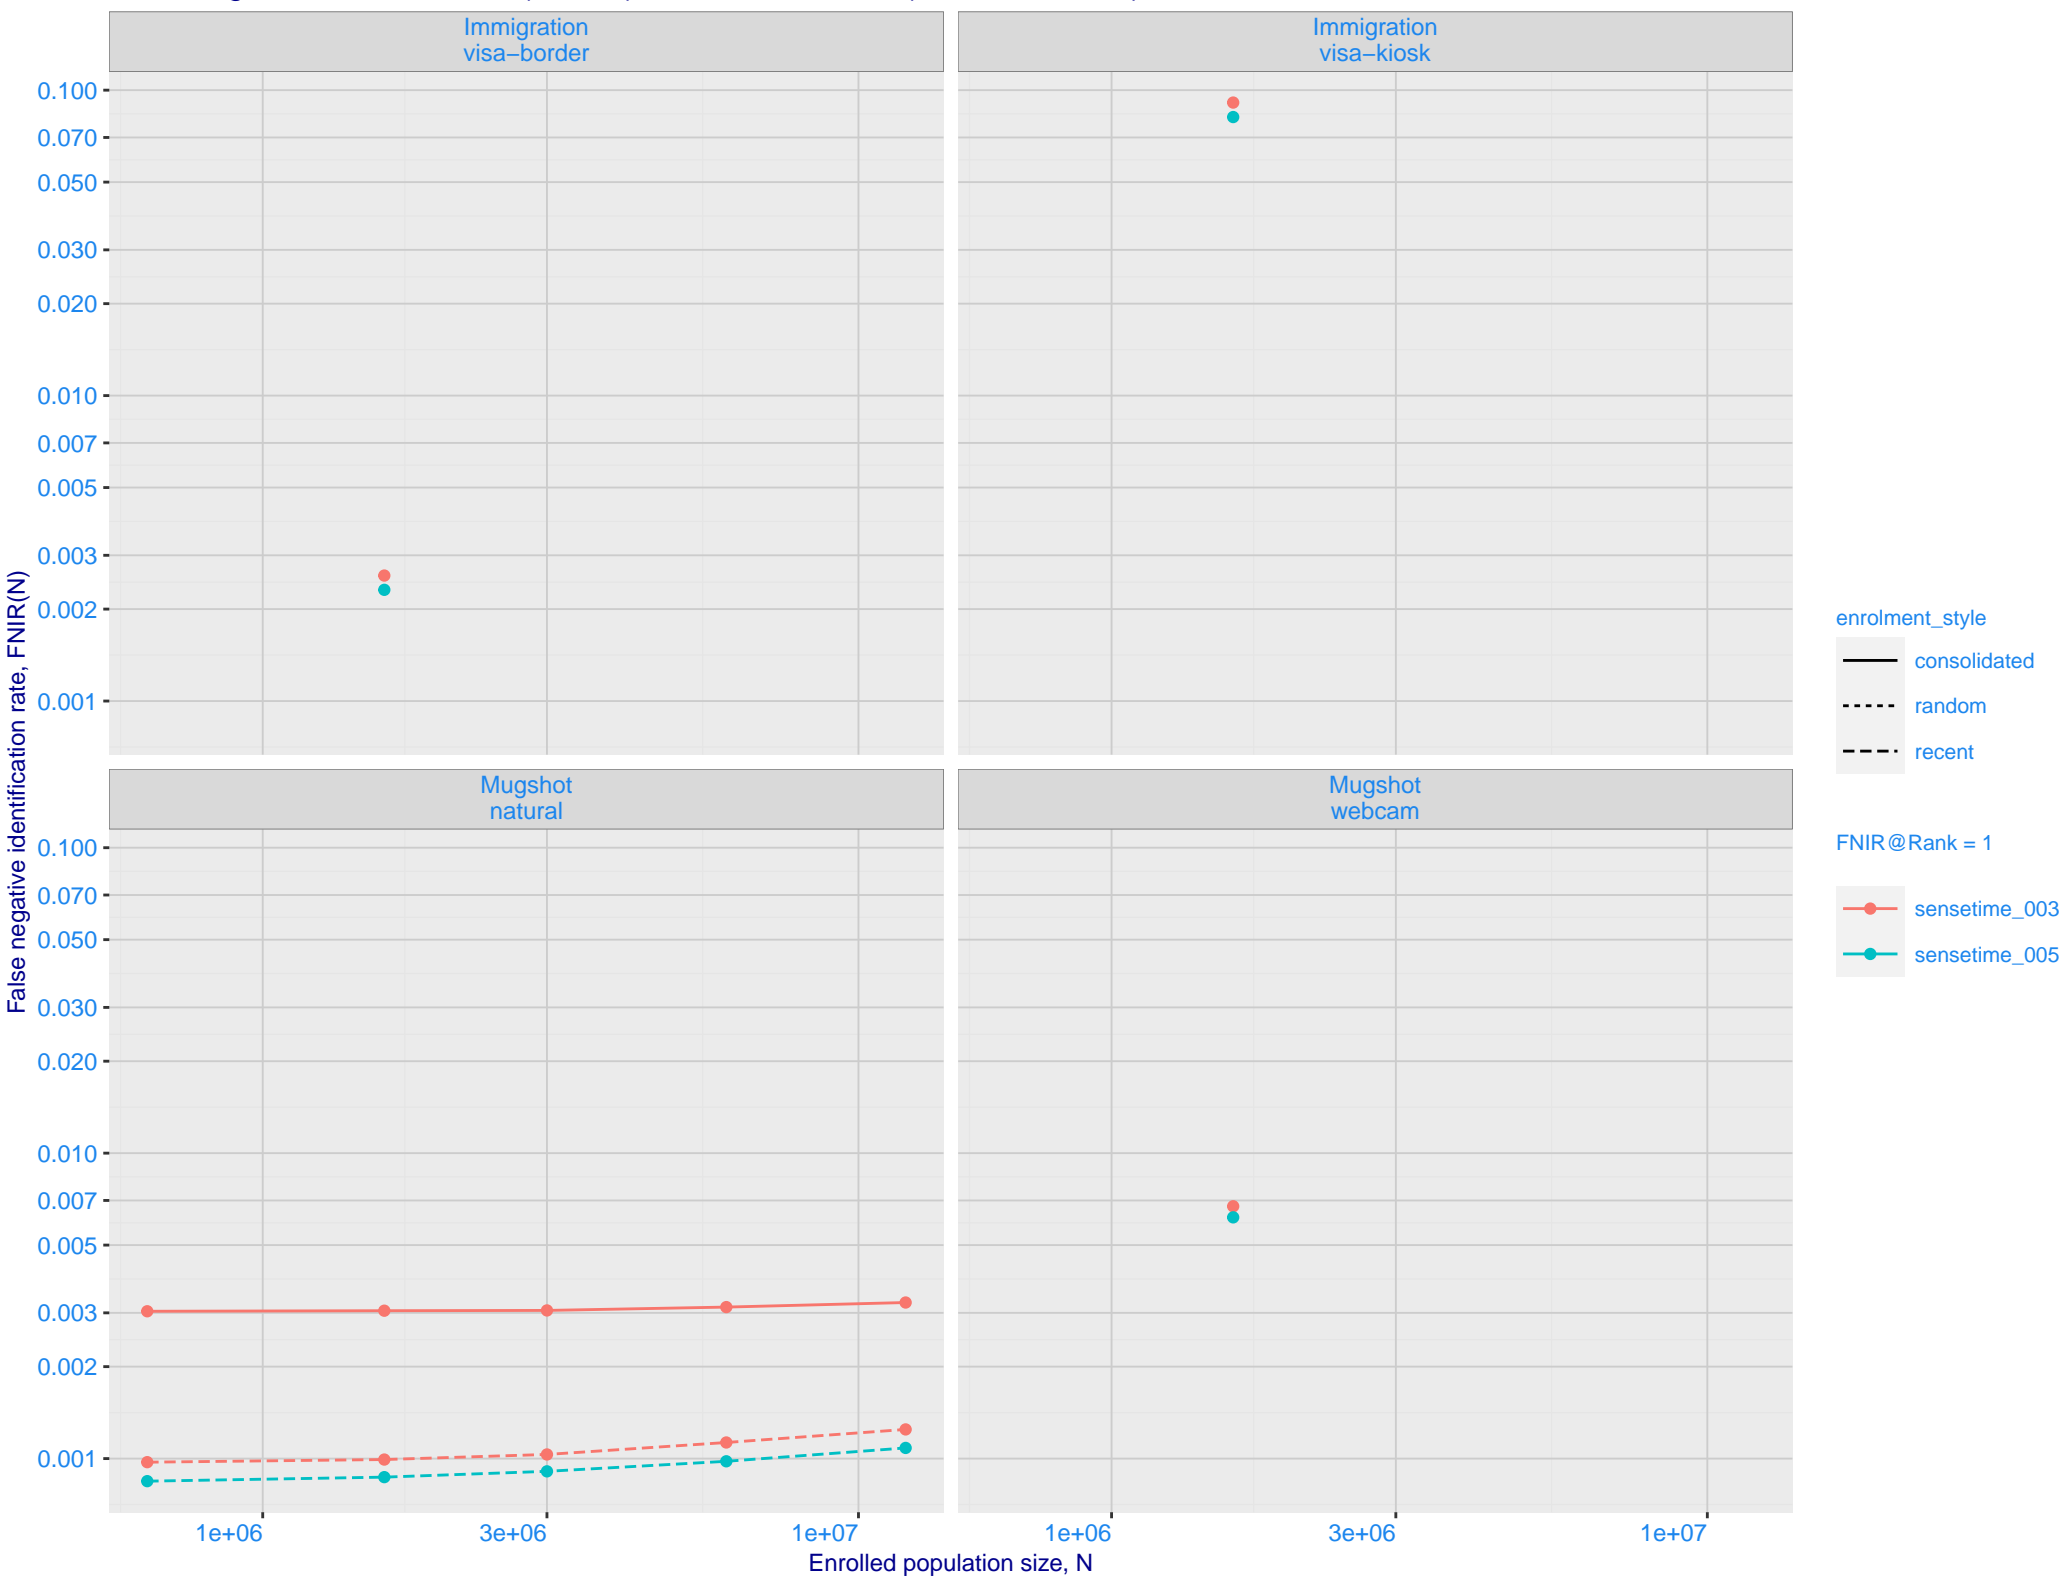 Immigration
visa−border
Immigration
visa−kiosk
0.100
0.070
0.050
0.030
0.020
0.010
0.007
0.005
0.003
0.002
0.001
Mugshot
natural
Mugshot
webcam
0.100
0.070
0.050
0.030
0.020
0.010
0.007
0.005
0.003
0.002
0.001
1e+06
3e+06
1e+07
1e+06
3e+06
1e+07
Enrolled population size, N
False negative identification rate, FNIR(N)
enrolment_style
consolidated
random
recent
FNIR@Rank = 1
sensetime_003
sensetime_005